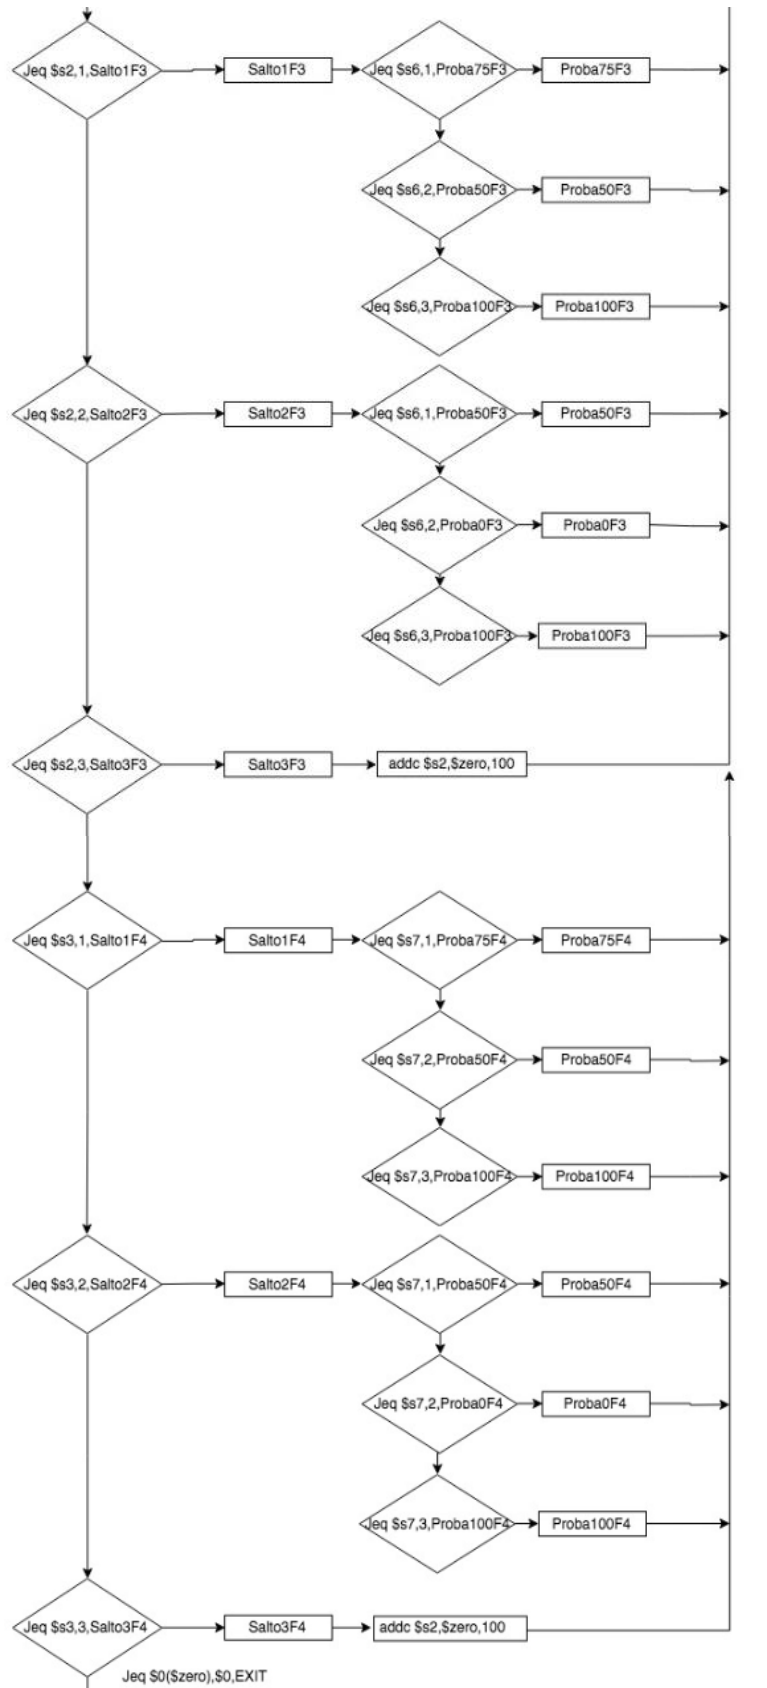 Jeq $s2,1,Salto1F3
Salto1F3
Jeq $s6,1,Proba75F3
Proba75F3
Jeq $s6,2,Proba50F3
Proba50F3
Jeq $s6,3,Proba100F3
Proba100F3
Jeq $s2,2,Salto2F3
Salto2F3
Jeq $s6,1,Proba50F3
Proba50F3
Jeq $s6,2,Proba0F3
Proba0F3
Jeq $s6,3,Proba100F3
Proba100F3
Jeq $s2,3,Salto3F3
Salto3F3
addc $s2,$zero,100
Jeq $s3,1,Salto1F4
Salto1F4
Jeq $s7,1,Proba75F4
Proba75F4
Jeq $s7,2,Proba50F4
Proba50F4
Jeq $s7,3,Proba100F4
Proba100F4
Jeq $s3,2,Salto2F4
Salto2F4
Jeq $s7,1,Proba50F4
Proba50F4
Jeq $s7,2,Proba0F4
Proba0F4
Jeq $s7,3,Proba100F4
Proba100F4
Jeq $s3,3,Salto3F4
Salto3F4
addc $s2,$zero,100
Jeq $0($zero),$0,EXIT